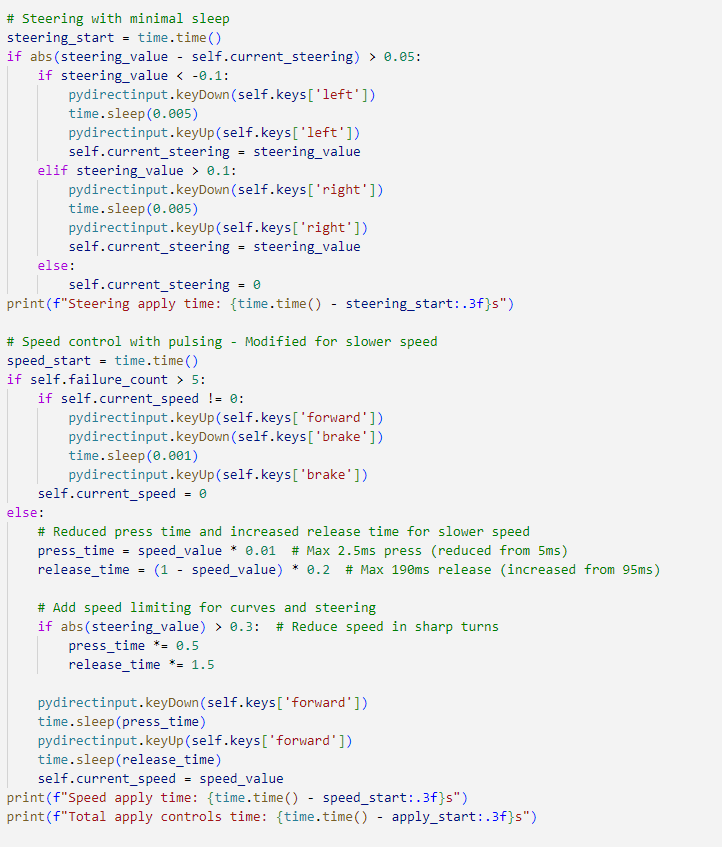 # Steering with minimal sleep
steering_start = time.time()
if abs(steering_value - self.current_steering) > 0.05:
    if steering_value < -0.1:
        pydirectinput.keyDown(self.keys['left'])
        time.sleep(0.005)
        pydirectinput.keyUp(self.keys['left'])
        self.current_steering = steering_value
    elif steering_value > 0.1:
        pydirectinput.keyDown(self.keys['right'])
        time.sleep(0.005)
        pydirectinput.keyUp(self.keys['right'])
        self.current_steering = steering_value
    else:
        self.current_steering = 0
print(f"Steering apply time: {time.time() - steering_start:.3f}s")

# Speed control with pulsing - Modified for slower speed
speed_start = time.time()
if self.failure_count > 5:
    if self.current_speed != 0:
        pydirectinput.keyUp(self.keys['forward'])
        pydirectinput.keyDown(self.keys['brake'])
        time.sleep(0.001)
        pydirectinput.keyUp(self.keys['brake'])
    self.current_speed = 0
else:
    # Reduced press time and increased release time for slower speed
    press_time = speed_value * 0.01  # Max 2.5ms press (reduced from 5ms)
    release_time = (1 - speed_value) * 0.2  # Max 190ms release (increased from 95ms)

    # Add speed limiting for curves and steering
    if abs(steering_value) > 0.3:  # Reduce speed in sharp turns
        press_time *= 0.5
        release_time *= 1.5

    pydirectinput.keyDown(self.keys['forward'])
    time.sleep(press_time)
    pydirectinput.keyUp(self.keys['forward'])
    time.sleep(release_time)
    self.current_speed = speed_value
print(f"Speed apply time: {time.time() - speed_start:.3f}s")
print(f"Total apply controls time: {time.time() - apply_start:.3f}s")